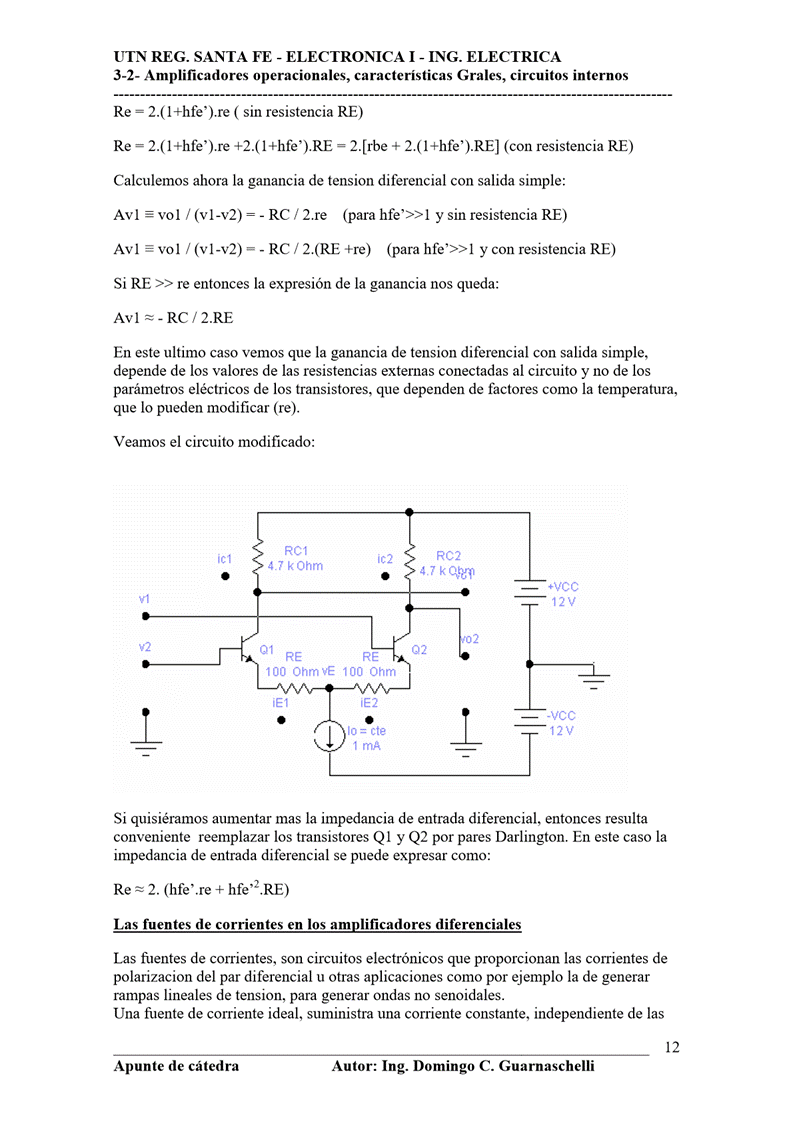 UTN REG. SANTA FE - ELECTRONICA I - ING. ELECTRICA
3-2- Amplificadores operacionales, características Grales, circuitos internos
-------------------------------------------------------------------------------------------------------
Re = 2.(1+hfe’).re ( sin resistencia RE)
Re = 2.(1+hfe’).re +2.(1+hfe’).RE = 2.[rbe + 2.(1+hfe’).RE] (con resistencia RE)
Calculemos ahora la ganancia de tension diferencial con salida simple:
Av1 ≡ vo1 / (v1-v2) = - RC / 2.re (para hfe’>>1 y sin resistencia RE)
Av1 ≡ vo1 / (v1-v2) = - RC / 2.(RE +re) (para hfe’>>1 y con resistencia RE)
Si RE >> re entonces la expresión de la ganancia nos queda:
Av1 ≈ - RC / 2.RE
En este ultimo caso vemos que la ganancia de tension diferencial con salida simple,
depende de los valores de las resistencias externas conectadas al circuito y no de los
parámetros eléctricos de los transistores, que dependen de factores como la temperatura,
que lo pueden modificar (re).
Veamos el circuito modificado:
ic1
RC1
4.7 k Ohm
ic2
RC2
4.7 k Ohm
+VCC
12 V
v1
v2
Q1
RE
100 Ohm
vE
RE
100 Ohm
Q2
vo2
iE1
iE2
Io = cte
1 mA
-VCC
12 V
Si quisiéramos aumentar mas la impedancia de entrada diferencial, entonces resulta
conveniente reemplazar los transistores Q1 y Q2 por pares Darlington. En este caso la
impedancia de entrada diferencial se puede expresar como:
Re ≈ 2. (hfe’.re + hfe’².RE)
Las fuentes de corrientes en los amplificadores diferenciales
Las fuentes de corrientes, son circuitos electrónicos que proporcionan las corrientes de
polarizacion del par diferencial u otras aplicaciones como por ejemplo la de generar
rampas lineales de tension, para generar ondas no senoidales.
Una fuente de corriente ideal, suministra una corriente constante, independiente de las
12
Apunte de cátedra Autor: Ing. Domingo C. Guarnaschelli